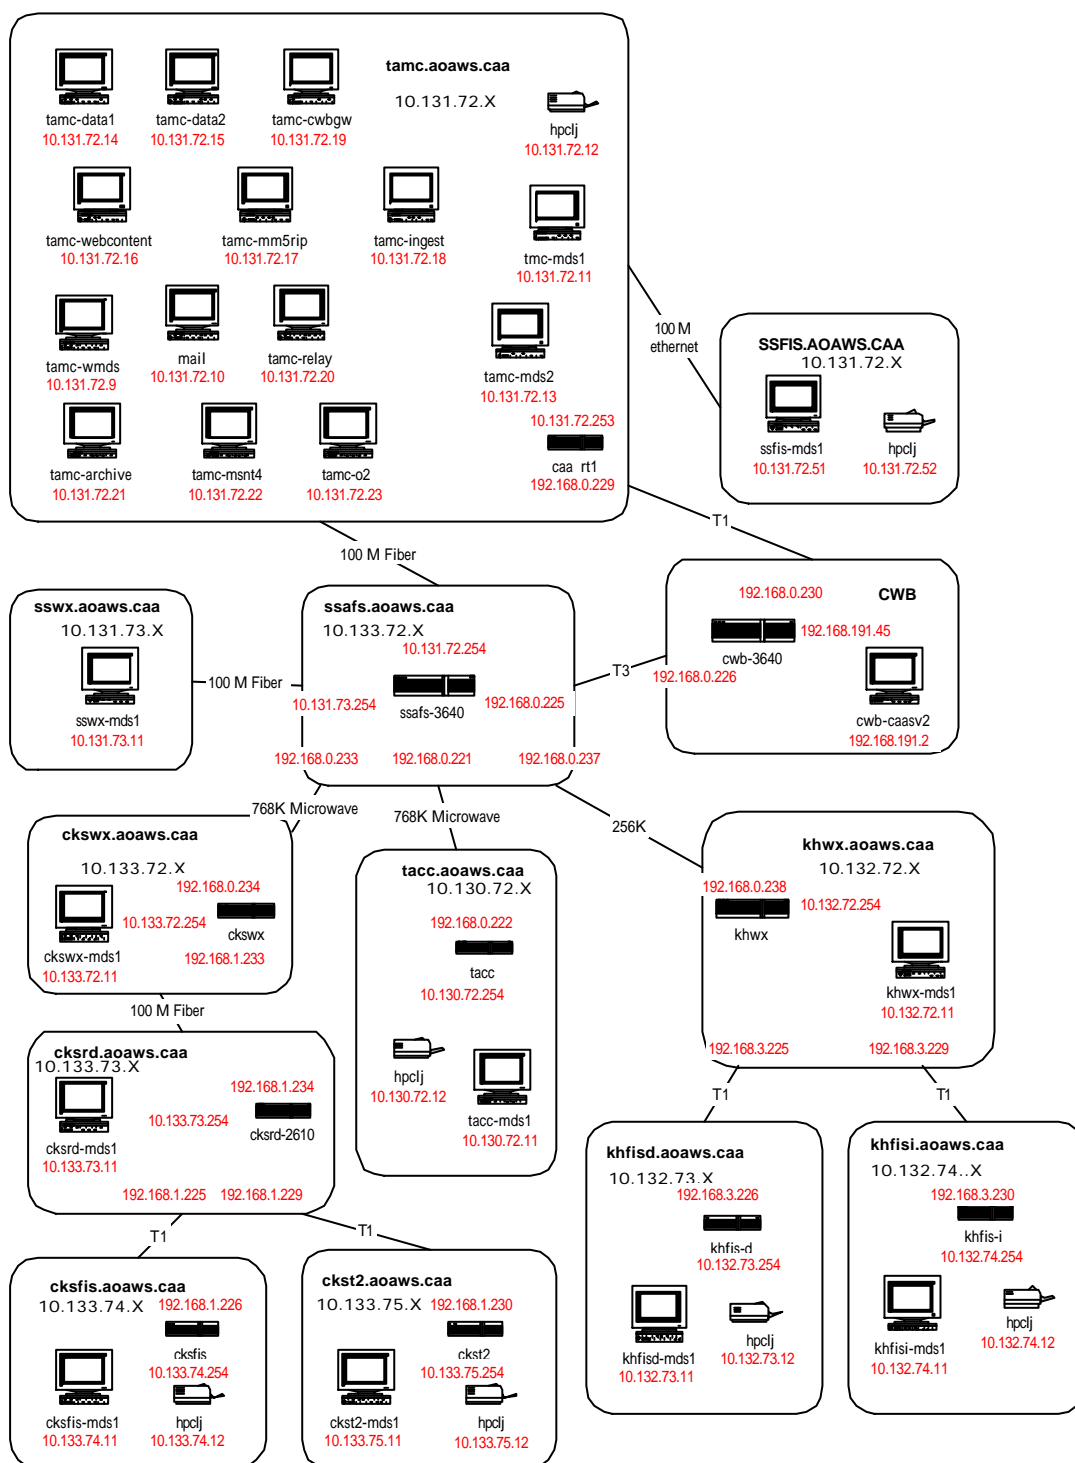 tamc.aoaws.caa
10.131.72.X
tamc-data1
10.131.72.14
tamc-data2
10.131.72.15
tamc-cwbgw
10.131.72.19
hpclj
10.131.72.12
tamc-webcontent
10.131.72.16
tamc-mm5rip
10.131.72.17
tamc-ingest
10.131.72.18
tmc-mds1
10.131.72.11
tamc-wmds
10.131.72.9
mail
10.131.72.10
tamc-relay
10.131.72.20
tamc-mds2
10.131.72.13
tamc-archive
10.131.72.21
tamc-msnt4
10.131.72.22
tamc-o2
10.131.72.23
10.131.72.253
caa rt1
192.168.0.229
100 M
ethernet
SSFIS.AOAWS.CAA
10.131.72.X
ssfis-mds1
10.131.72.51
hpclj
10.131.72.52
T1
100 M Fiber
sswx.aoaws.caa
10.131.73.X
sswx-mds1
10.131.73.11
100 M Fiber
ssafs.aoaws.caa
10.133.72.X
10.131.72.254
10.131.73.254
ssafs-3640
192.168.0.225
192.168.0.233
192.168.0.221
192.168.0.237
T3
192.168.0.230
CWB
192.168.191.45
cwb-3640
192.168.0.226
cwb-caasv2
192.168.191.2
768K Microwave
768K Microwave
256K
ckswx.aoaws.caa
10.133.72.X
192.168.0.234
10.133.72.254
ckswx
ckswx-mds1
10.133.72.11
192.168.1.233
tacc.aoaws.caa
10.130.72.X
192.168.0.222
tacc
10.130.72.254
hpclj
10.130.72.12
tacc-mds1
10.130.72.11
khwx.aoaws.caa
10.132.72.X
192.168.0.238
10.132.72.254
khwx
khwx-mds1
10.132.72.11
192.168.3.225
192.168.3.229
100 M Fiber
cksrd.aoaws.caa
10.133.73.X
192.168.1.234
10.133.73.254
cksrd-2610
cksrd-mds1
10.133.73.11
192.168.1.225
192.168.1.229
T1
T1
T1
T1
cksfis.aoaws.caa
10.133.74.X
192.168.1.226
cksfis
10.133.74.254
cksfis-mds1
10.133.74.11
hpclj
10.133.74.12
ckst2.aoaws.caa
10.133.75.X
192.168.1.230
ckst2
10.133.75.254
ckst2-mds1
10.133.75.11
hpclj
10.133.75.12
khfisd.aoaws.caa
10.132.73.X
192.168.3.226
khfis-d
10.132.73.254
khfisd-mds1
10.132.73.11
hpclj
10.132.73.12
khfisi.aoaws.caa
10.132.74..X
192.168.3.230
khfis-i
10.132.74.254
khfisi-mds1
10.132.74.11
hpclj
10.132.74.12